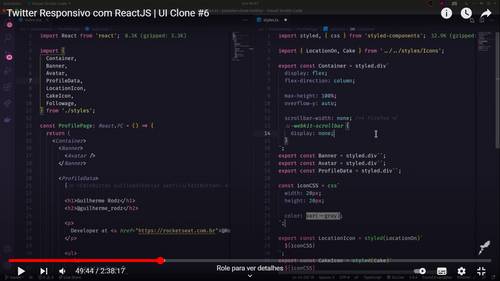 Twitter Responsivo com ReactJS | UI Clone #6
styles.ts
import React from 'react'; 8.3K (gzipped: 3.3K)
import {
Container,
Banner,
Avatar,
ProfileData,
LocationIcon,
CakeIcon,
Followage,
} from './styles';
const ProfilePage: React.FC = () => {
return (
<Container>
<Banner>
<Avatar />
</Banner>
<ProfileData>
<h1>Guilherme Rodz</h1>
<h2>@guilherme_rodz</h2>
<p>
Developer at <a href="https://rocketseat.com.br">@Ro
</p>
<ul>
import styled, { css } from 'styled-components'; 32.9K (gzipped:
import { LocationOn, Cake } from '../../styles/Icons';
export const Container = styled.div`
display: flex;
flex-direction: column;
max-height: 100%;
overflow-y: auto;
scrollbar-width: none;
::-webkit-scrollbar {
display: none;
}
`;
export const Banner = styled.div``;
export const Avatar = styled.div``;
export const ProfileData = styled.div``;
const iconCSS = css`
width: 20px;
height: 20px;
color: var(--gray);
`;
export const LocationIcon = styled(LocationOn)`
${iconCSS}
`;
export const CakeIcon = styled(Cake)`
${iconCSS}
49:44 / 2:38:17
Role para ver detalhes